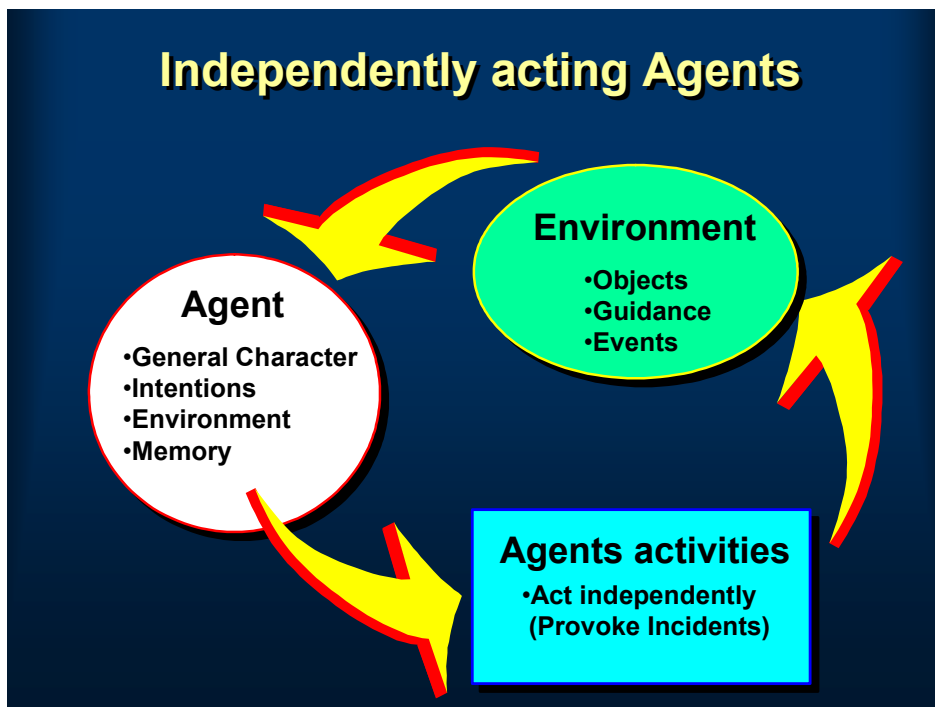 Independently acting Agents
Environment
•Objects
•Guidance
•Events
Agent
•General Character
•Intentions
•Environment
•Memory
Agents activities
•Act independently
(Provoke Incidents)